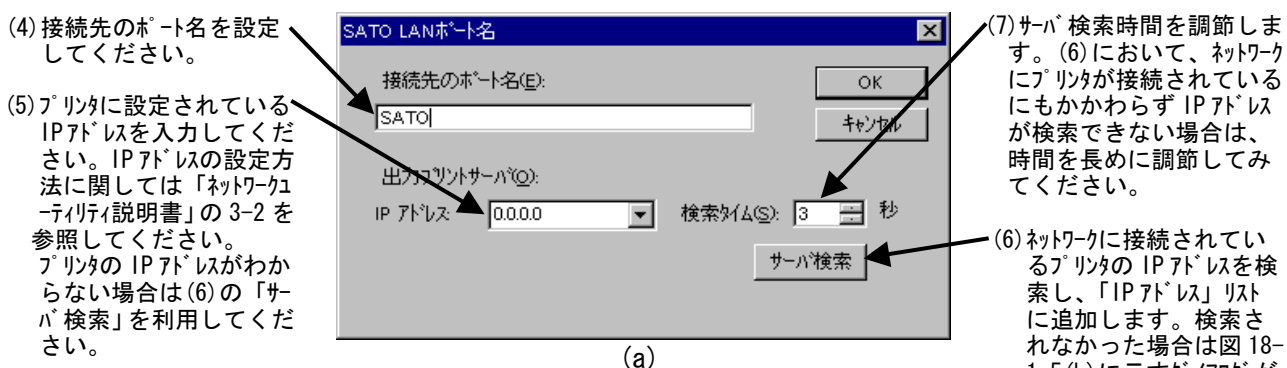 (4)接続先のﾎﾟｰﾄ名を設定
してください。
(5)ﾌﾟﾘﾝﾀに設定されている
IPｱﾄﾞﾚｽを入力してくだ
さい。IPｱﾄﾞﾚｽの設定方
法に関しては「ﾈｯﾄﾜｰｸﾕ
ｰﾃｨﾘﾃｨ説明書」の 3-2 を
参照してください。
ﾌﾟﾘﾝﾀの IPｱﾄﾞﾚｽがわか
らない場合は(6)の「ｻｰ
ﾊﾞ検索」を利用してくだ
さい。
SATO LANﾎﾟｰﾄ名
接続先のﾎﾟｰﾄ名(E):
SATO
OK
ｷｬﾝｾﾙ
出力ﾌﾟﾘﾝﾄｻｰﾊﾞ(O):
IP ｱﾄﾞﾚｽ:
0.0.0.0
検索ﾀｲﾑ(S):
3
秒
ｻｰﾊﾞ検索
(a)
(7)ｻｰﾊﾞ検索時間を調節しま
す。(6)において、ﾈｯﾄﾜｰｸ
にﾌﾟﾘﾝﾀが接続されている
にもかかわらず IPｱﾄﾞﾚｽ
が検索できない場合は、
時間を長めに調節してみ
てください。
(6)ﾈｯﾄﾜｰｸに接続されてい
るﾌﾟﾘﾝﾀの IPｱﾄﾞﾚｽを検
索し、「IPｱﾄﾞﾚｽ」ﾘｽﾄ
に追加します。検索さ
れなかった場合は図 18-